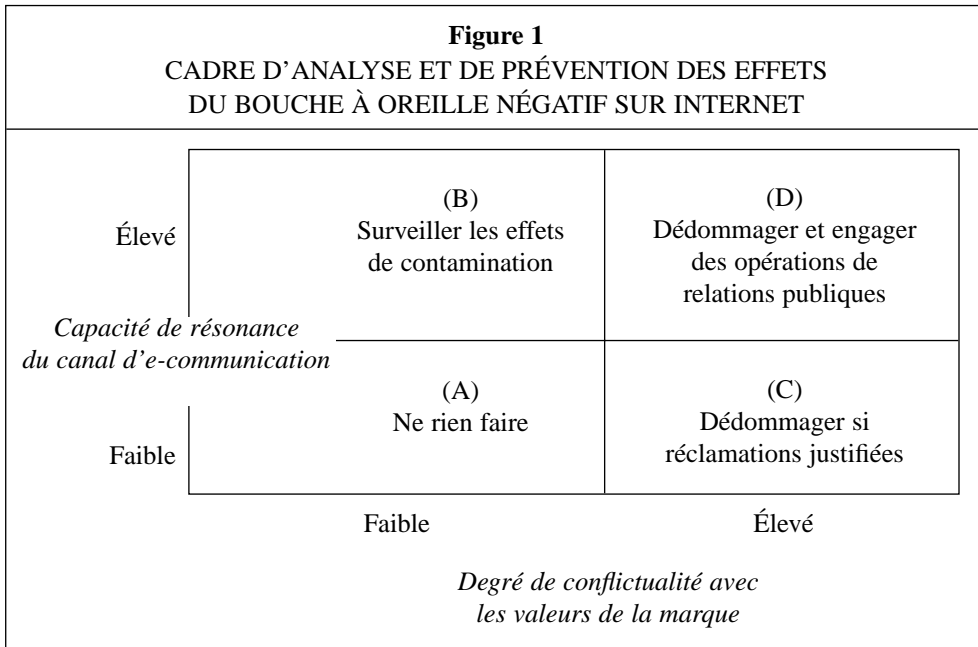 Figure 1
CADRE D'ANALYSE ET DE PRÉVENTION DES EFFETS
DU BOUCHE À OREILLE NÉGATIF SUR INTERNET
(B)
Surveiller les effets
de contamination
(D)
Dédommager et engager
des opérations de
relations publiques
Élevé
Capacité de résonance
du canal d'e-communication
(A)
Ne rien faire
(C)
Dédommager si
réclamations justifiées
Faible
Faible
Élevé
Degré de conflictualité avec
les valeurs de la marque